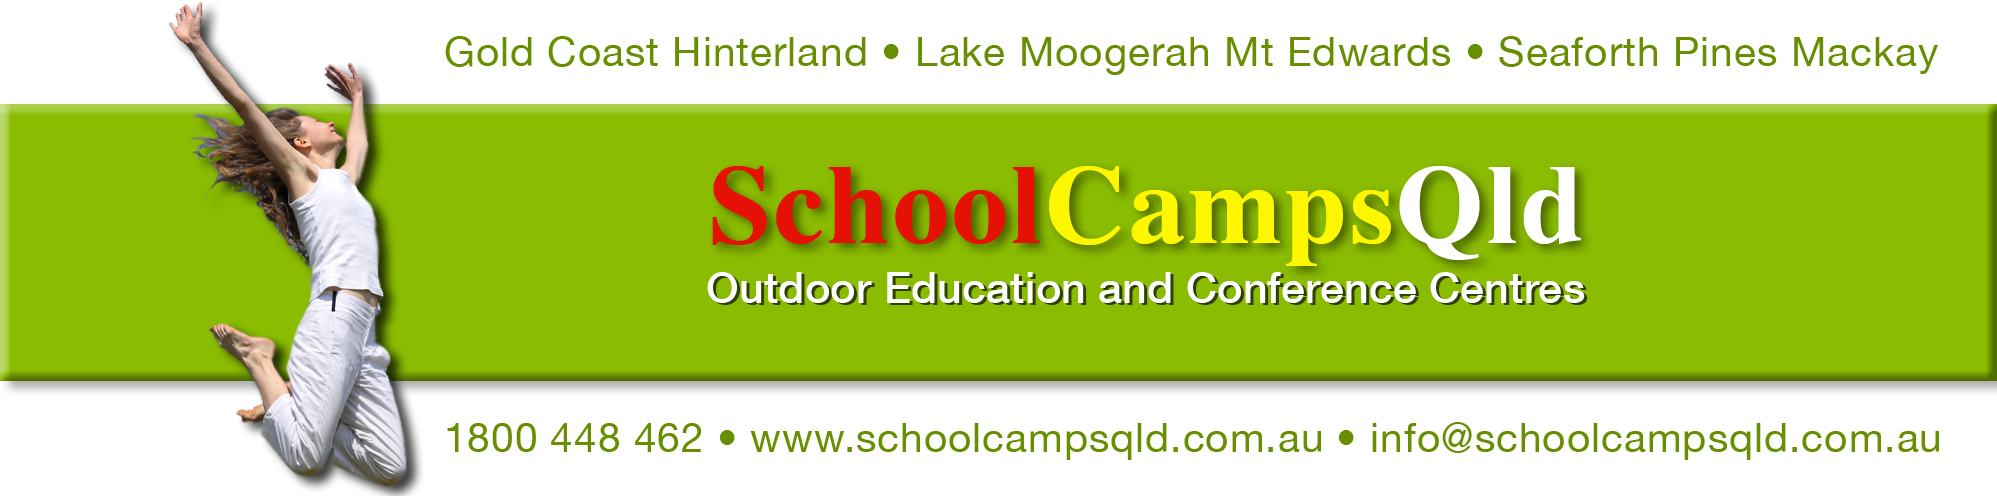 Gold Coast Hinterland • Lake Moogerah Mt Edwards • Seaforth Pines Mackay
SchoolCampsQld
Outdoor Education and Conference Centres
1800 448 462 • www.schoolcampsqld.com.au • info@schoolcampsqld.com.au